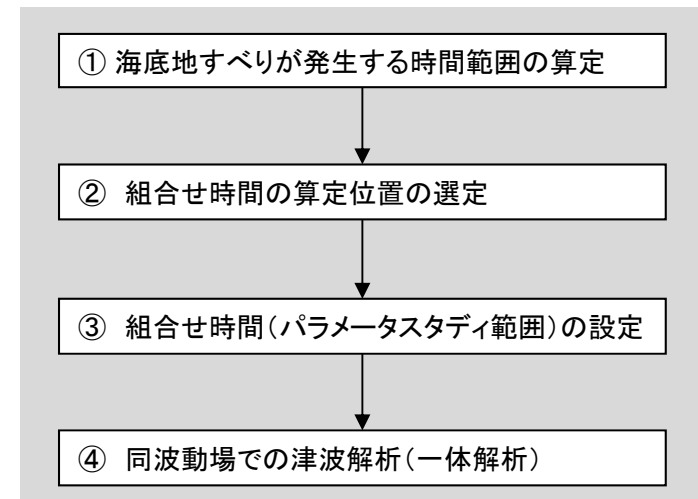 ① 海底地すべりが発生する時間範囲の算定
② 組合せ時間の算定位置の選定
③ 組合せ時間（パラメータスタディ範囲）の設定
④ 同波動場での津波解析（一体解析）